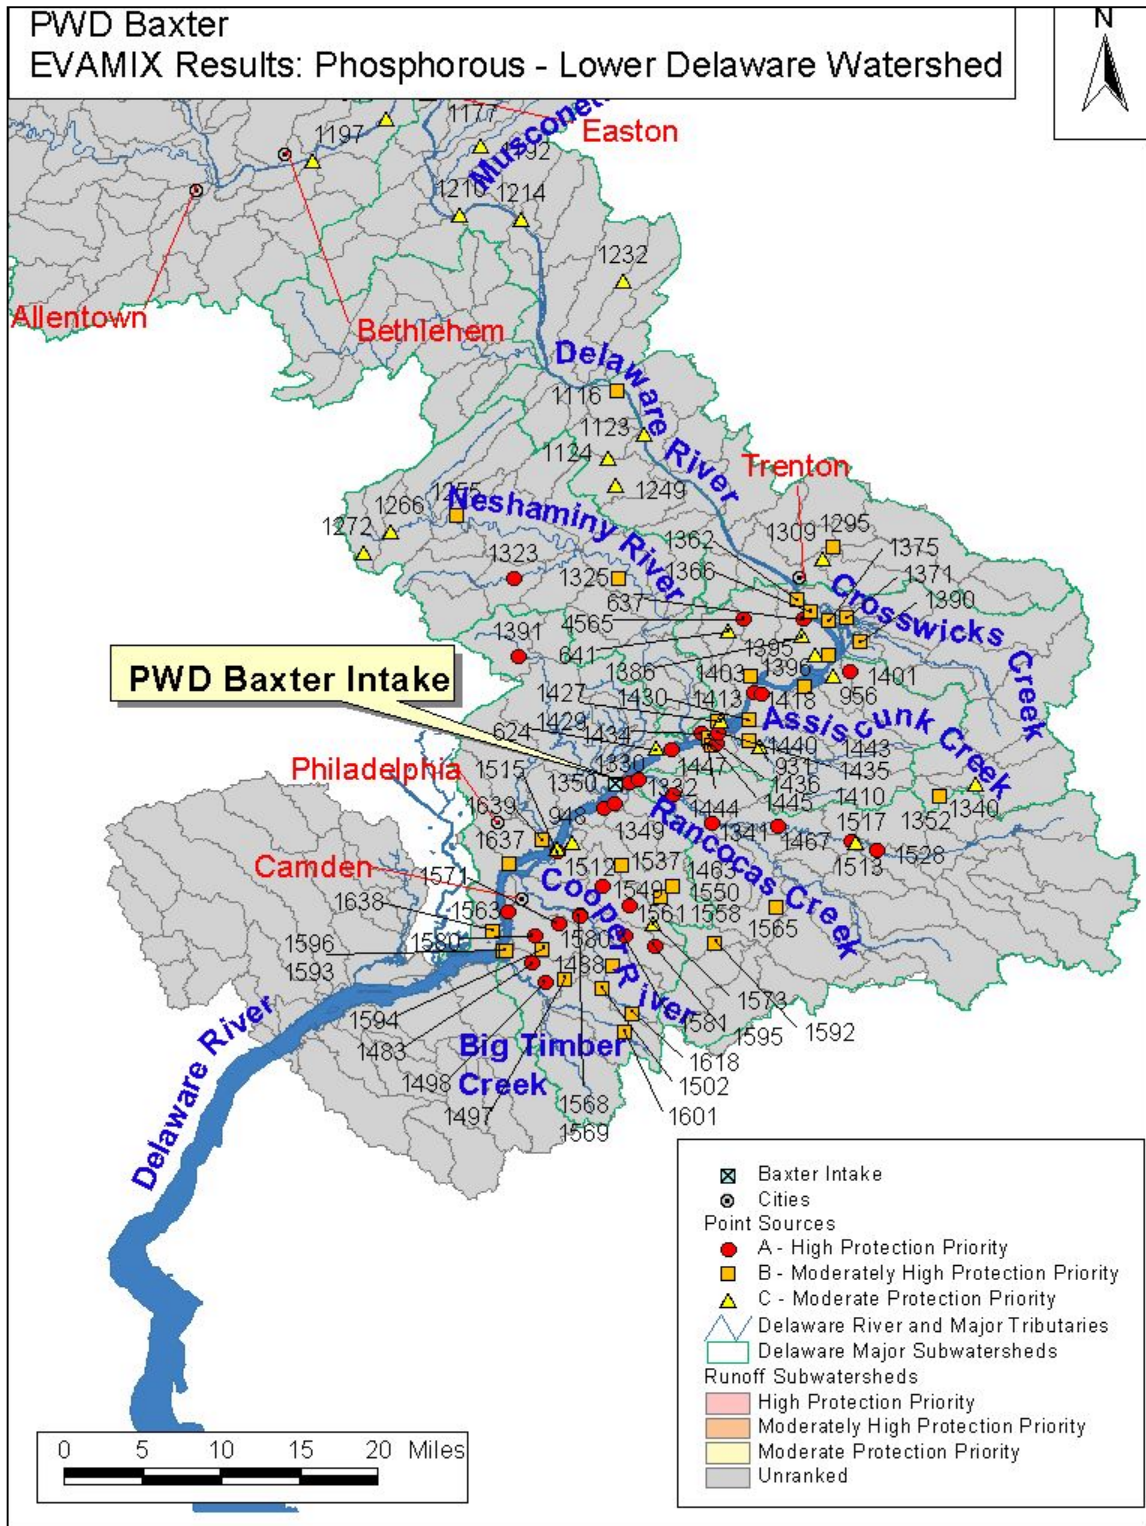 PWD Baxter
EVAMIX Results: Phosphorous - Lower Delaware Watershed
N
Easton
1177
1197
Musconet
1192
1210
1214
1232
Allentown
Bethlehem
Delaware River
1116
1123
1124
1249
Trenton
1255
Neshaminy River
1266
1272
1309
1295
1362
1375
1323
1325
1366
1371
637
1390
Crosswicks Creek
4565
641
1391
1395
1386
1403
1396
1401
PWD Baxter Intake
1427
1430
1413
1418
956
Assiscunk Creek
1429
624
1434
1440
1443
Philadelphia
1515
1330
1447
931
1435
1350
1332
1436
1410
1340
1639
948
1444
1445
1352
Rancocas Creek
1637
1349
1341
1467
1517
1512
1513
1528
Camden
1537
1463
1571
Cooper River
1549
1550
1638
1563
1561
1558
1565
1596
1580
1580
1593
1488
1573
1592
1594
1581
1595
1483
Big Timber Creek
1618
1498
1502
1497
1568
1601
1569
Delaware River
Baxter Intake
Cities
Point Sources
A - High Protection Priority
B - Moderately High Protection Priority
C - Moderate Protection Priority
Delaware River and Major Tributaries
Delaware Major Subwatersheds
Runoff Subwatersheds
High Protection Priority
Moderately High Protection Priority
Moderate Protection Priority
Unranked
0 5 10 15 20 Miles